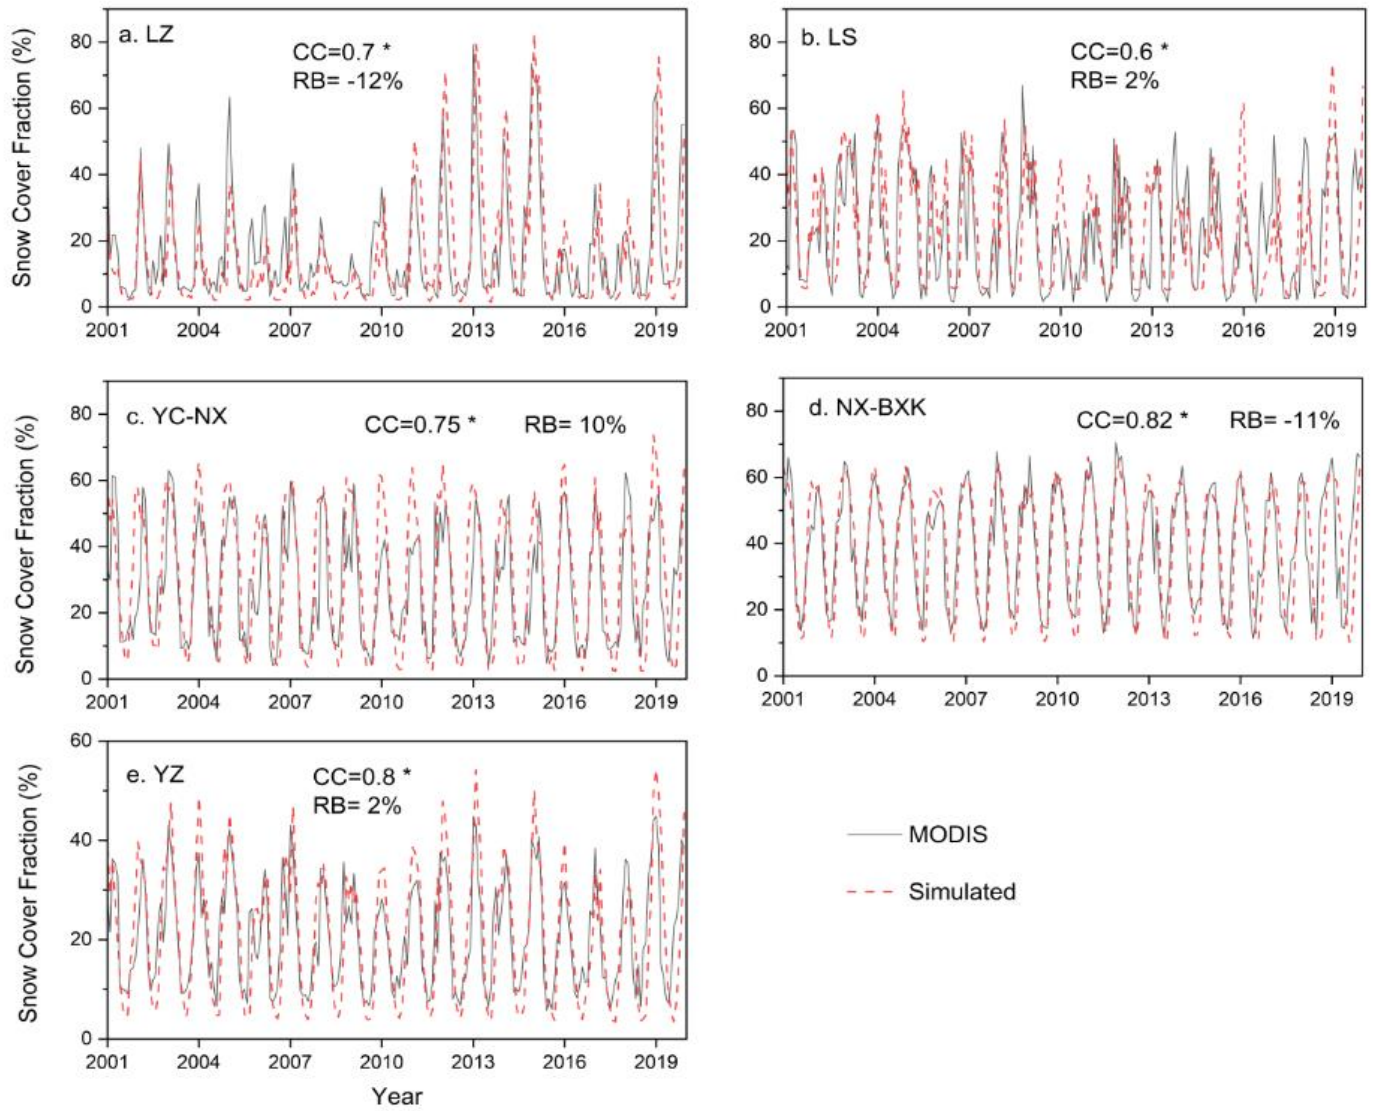 a. LZ
CC=0.7 *
RB= -12%
Snow Cover Fraction (%)
80
60
40
20
0
2001 2004 2007 2010 2013 2016 2019
b. LS
CC=0.6 *
RB= 2%
80
60
40
20
0
2001 2004 2007 2010 2013 2016 2019
c. YC-NX
CC=0.75 * RB= 10%
Snow Cover Fraction (%)
80
60
40
20
0
2001 2004 2007 2010 2013 2016 2019
d. NX-BXK
CC=0.82 * RB= -11%
80
60
40
20
0
2001 2004 2007 2010 2013 2016 2019
e. YZ
CC=0.8 *
RB= 2%
Snow Cover Fraction (%)
60
40
20
0
2001 2004 2007 2010 2013 2016 2019
Year
MODIS
Simulated